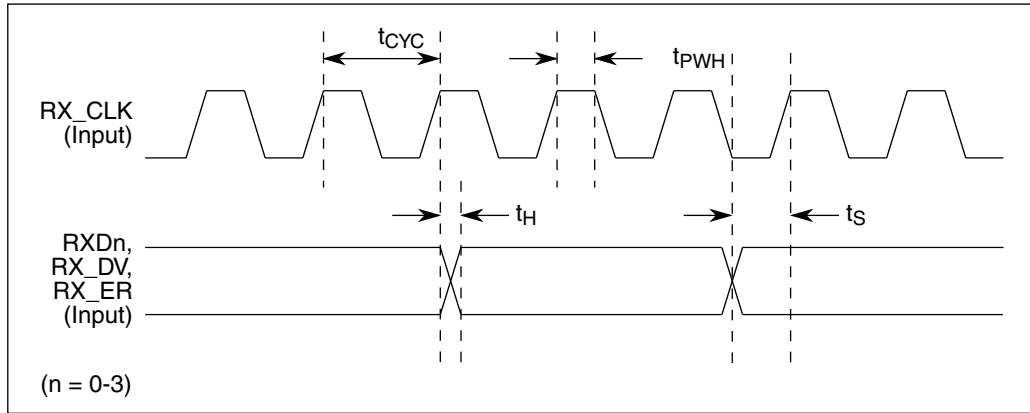 tCYC
tPWH
RX_CLK
(Input)
tH
tS
RXDn,
RX_DV,
RX_ER
(Input)
(n = 0-3)